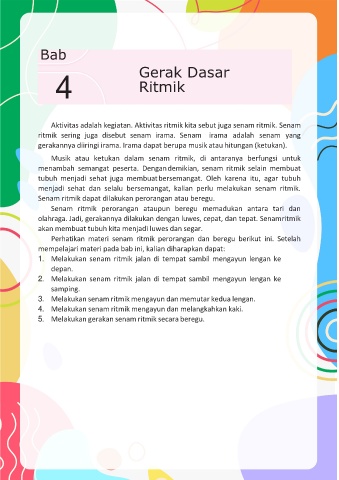 Bab
4
Gerak Dasar
Ritmik
Aktivitas adalah kegiatan. Aktivitas ritmik kita sebut juga senam ritmik. Senam
ritmik sering juga disebut senam irama. Senam irama adalah senam yang
gerakannya diiringi irama. Irama dapat berupa musik atau hitungan (ketukan).
Musik atau ketukan dalam senam ritmik, di antaranya berfungsi untuk
menambah semangat peserta. Dengan demikian, senam ritmik selain membuat
tubuh menjadi sehat juga membuat bersemangat. Oleh karena itu, agar tubuh
menjadi sehat dan selalu bersemangat, kalian perlu melakukan senam ritmik.
Senam ritmik dapat dilakukan perorangan atau beregu.
Senam ritmik perorangan ataupun beregu memadukan antara tari dan
olahraga. Jadi, gerakannya dilakukan dengan luwes, cepat, dan tepat. Senam ritmik
akan membuat tubuh kita menjadi luwes dan segar.
Perhatikan materi senam ritmik perorangan dan beregu berikut ini. Setelah
mempelajari materi pada bab ini, kalian diharapkan dapat:
1. Melakukan senam ritmik jalan di tempat sambil mengayun lengan ke
depan.
2. Melakukan senam ritmik jalan di tempat sambil mengayun lengan ke
samping.
3. Melakukan senam ritmik mengayun dan memutar kedua lengan.
4. Melakukan senam ritmik mengayun dan melangkahkan kaki.
5. Melakukan gerakan senam ritmik secara beregu.